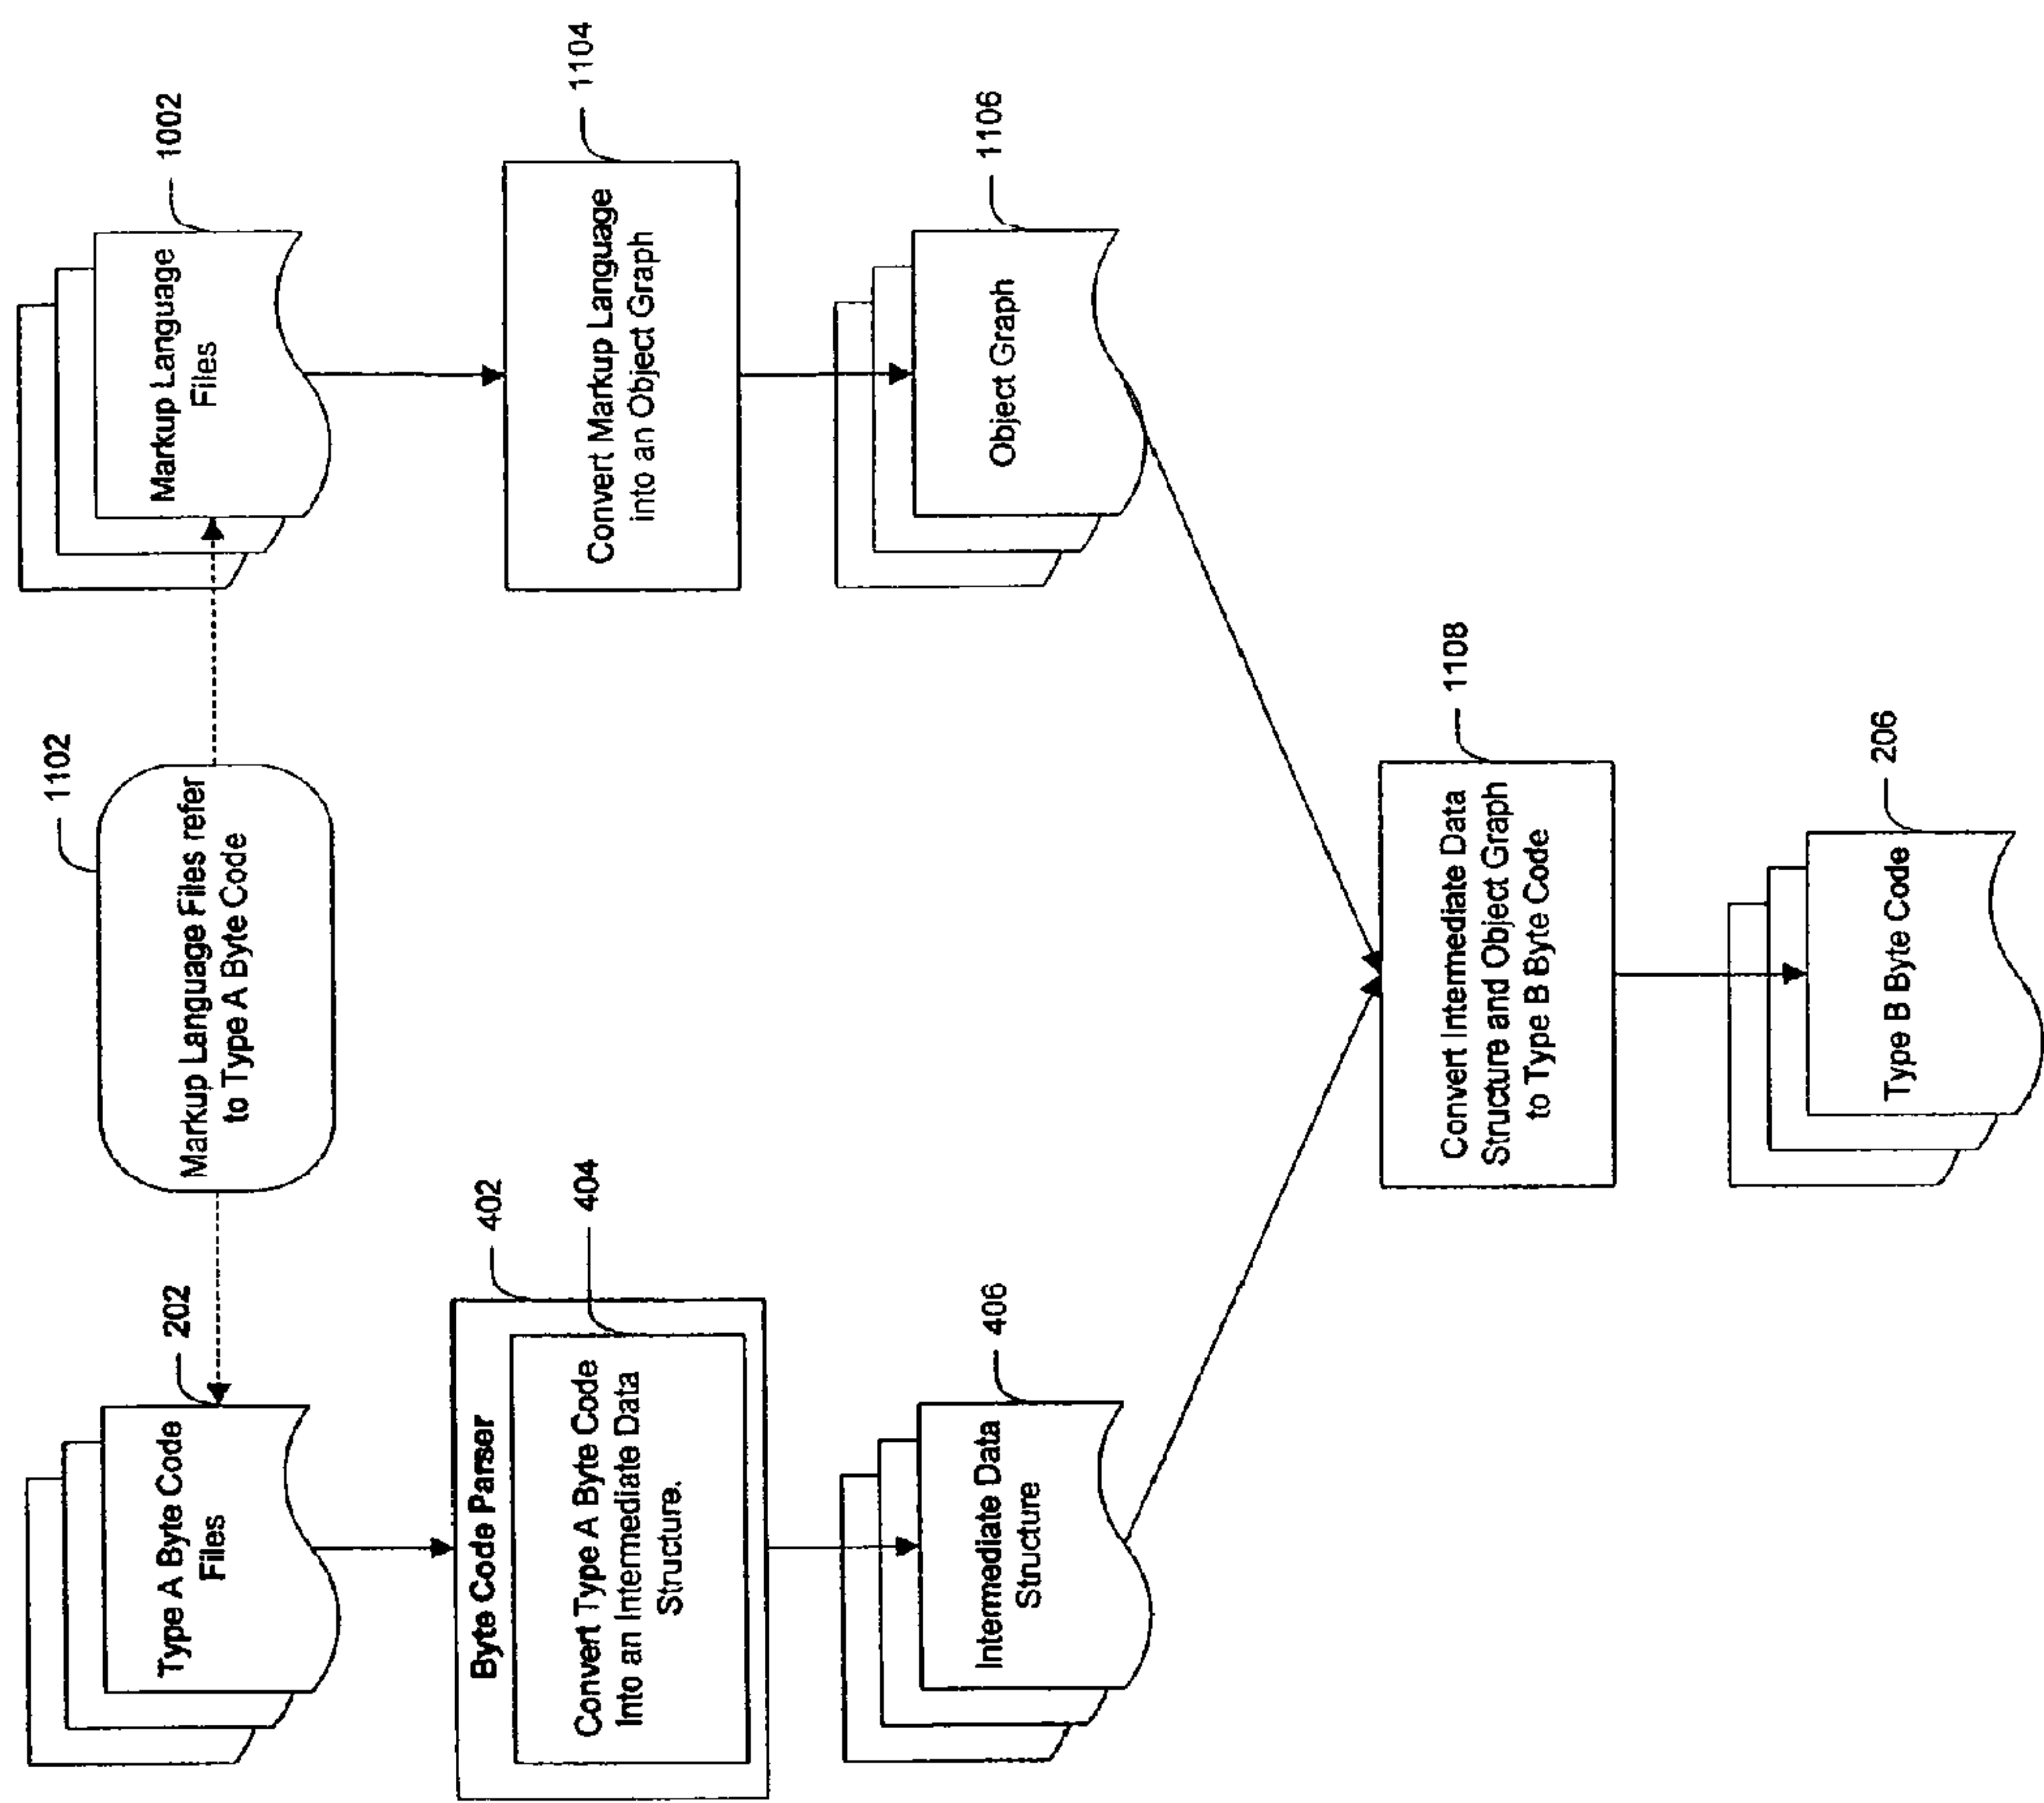 1102
202
Type A Byte Code
Files
Markup Language Files refer
to Type A Byte Code
1002
Markup Language
Files
402
Byte Code Parser
404
Convert Type A Byte Code
Into an Intermediate Data
Structure.
1104
Convert Markup Language
into an Object Graph
406
Intermediate Data
Structure
1106
Object Graph
1108
Convert Intermediate Data
Structure and Object Graph
to Type B Byte Code
206
Type B Byte Code